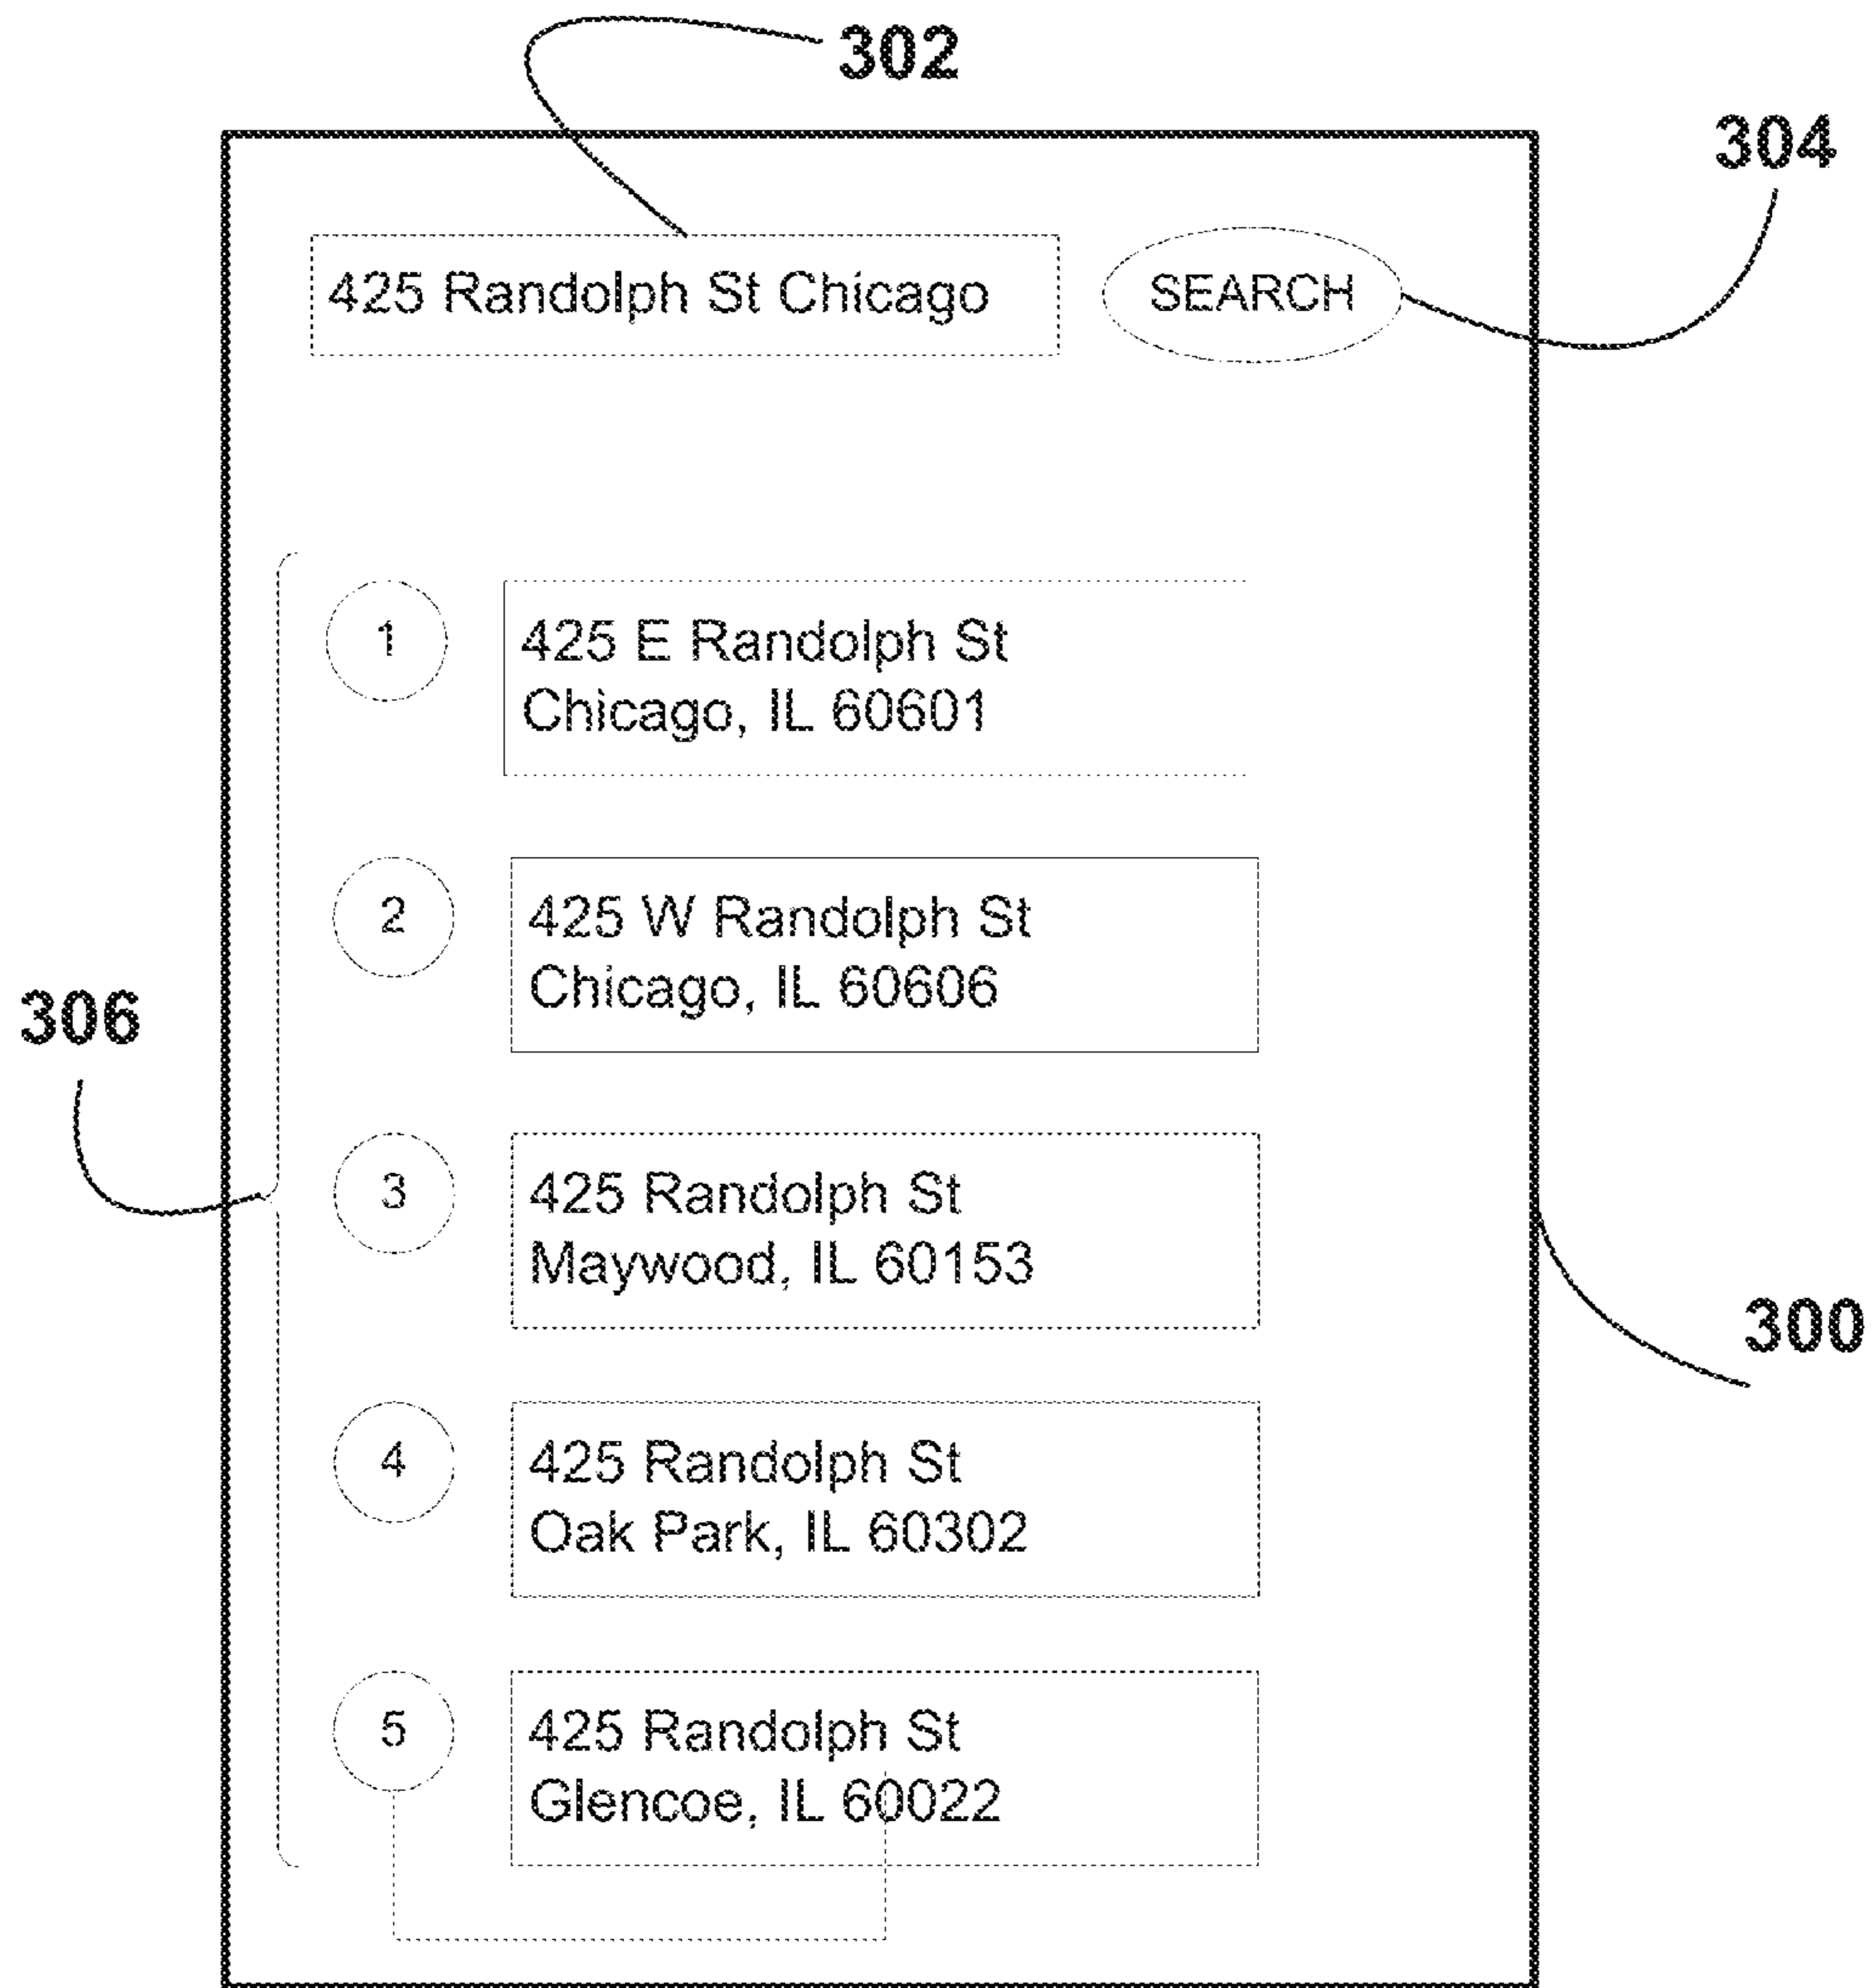 302
304
425 Randolph St Chicago
SEARCH
1
425 E Randolph St
Chicago, IL 60601
2
425 W Randolph St
Chicago, IL 60606
306
3
425 Randolph St
Maywood, IL 60153
300
4
425 Randolph St
Oak Park, IL 60302
5
425 Randolph St
Glencoe, IL 60022